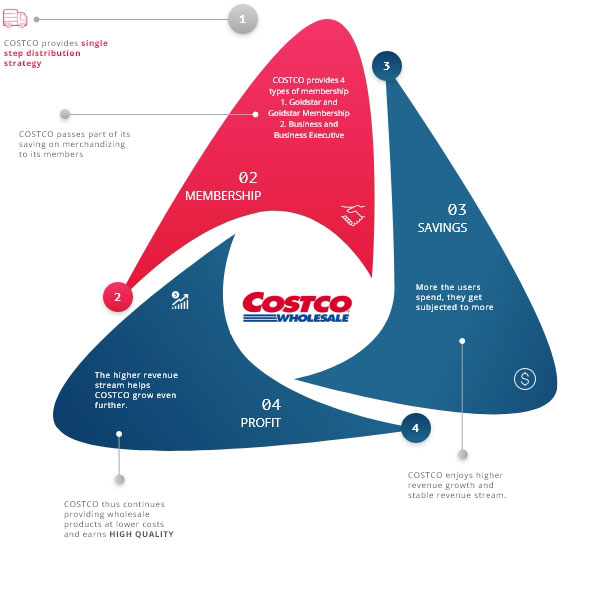 1
COSTCO provides single
step distribution
strategy
COSTCO passes part of its
saving on merchandizing
to its members
COSTCO provides 4
types of membership
1. Goldstar and
Goldstar Membership
2. Business and
Business Executive
02
MEMBERSHIP
2
3
03
SAVINGS
More the users
spend, they get
subjected to more
COSTCO enjoys higher
revenue growth and
stable revenue stream.
COSTCO
WHOLESALE
The higher revenue
stream helps
COSTCO grow even
further.
04
PROFIT
4
COSTCO thus continues
providing wholesale
products at lower costs
and earns HIGH QUALITY
$
$